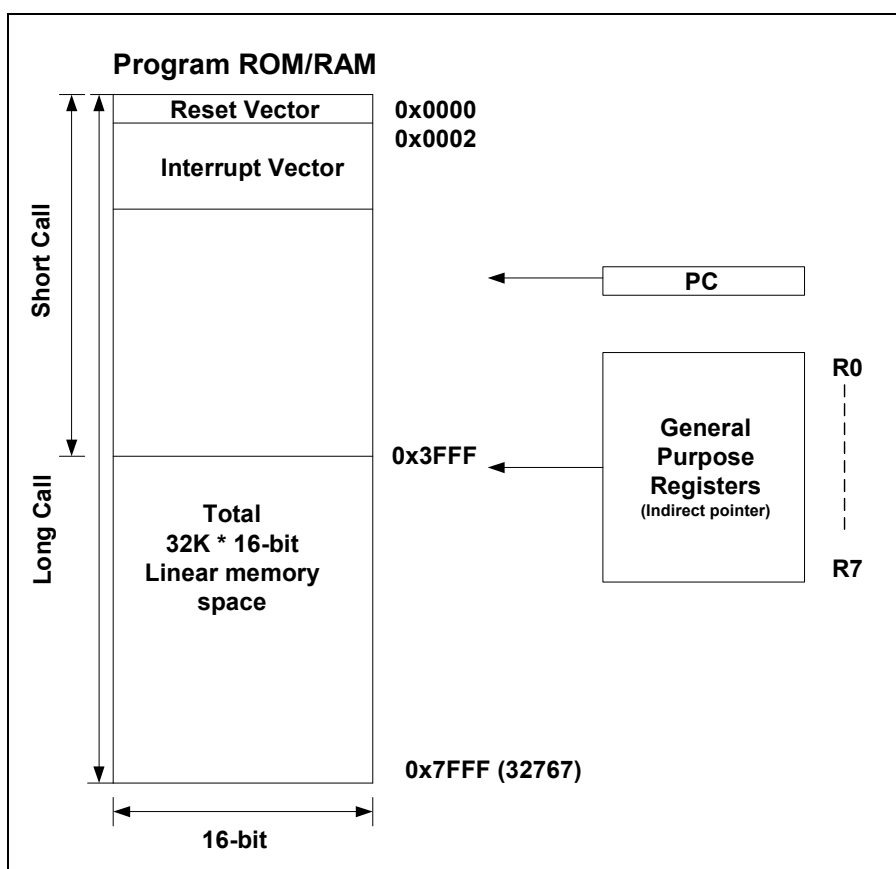 Program ROM/RAM
Reset Vector
0x0000
0x0002
Interrupt Vector
Short Call
PC
R0
General
Purpose
Registers
(Indirect pointer)
R7
0x3FFF
Long Call
Total
32K * 16-bit
Linear memory
space
0x7FFF (32767)
16-bit